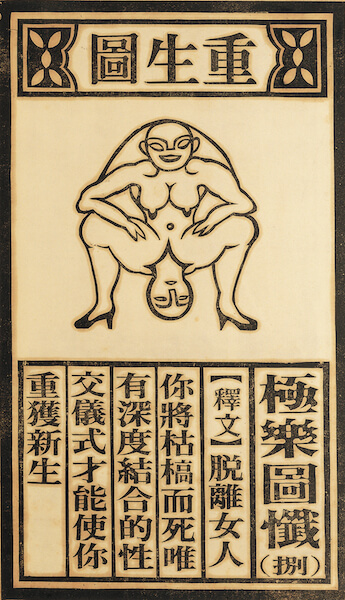 重生圖
極樂圖懺(捌)
【釋文】脫離女人
你將枯槁而死唯
有深度結合的性
交儀式才能使你
重獲新生